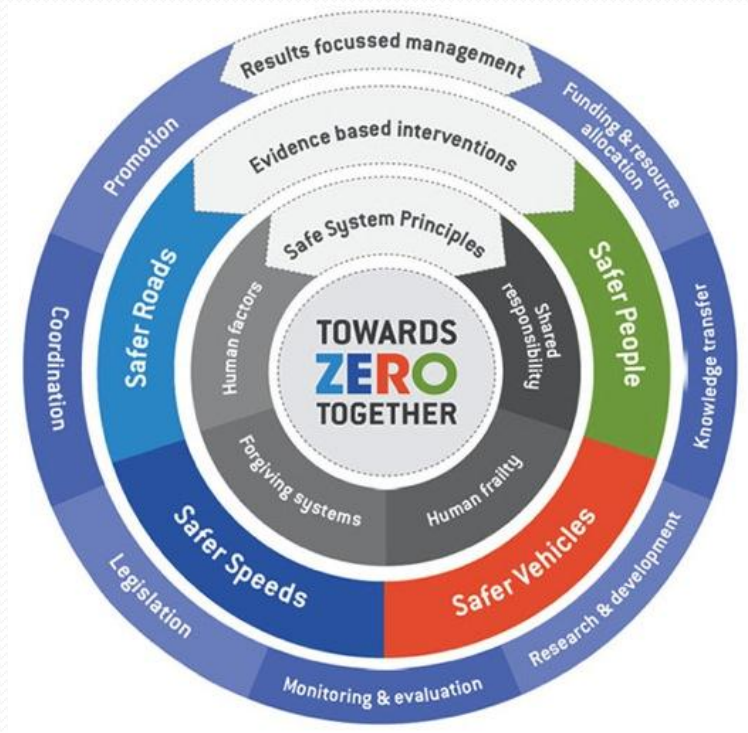 Results focussed management
Funding & resource
allocation
Knowledge transfer
Research & development
Monitoring & evaluation
Legislation
Coordination
Promotion
Evidence based interventions
Safer People
Safer Vehicles
Safer Speeds
Safer Roads
Safe System Principles
Shared
responsibility
Human frailty
Forgiving systems
Human factors
TOWARDS
ZERO
TOGETHER